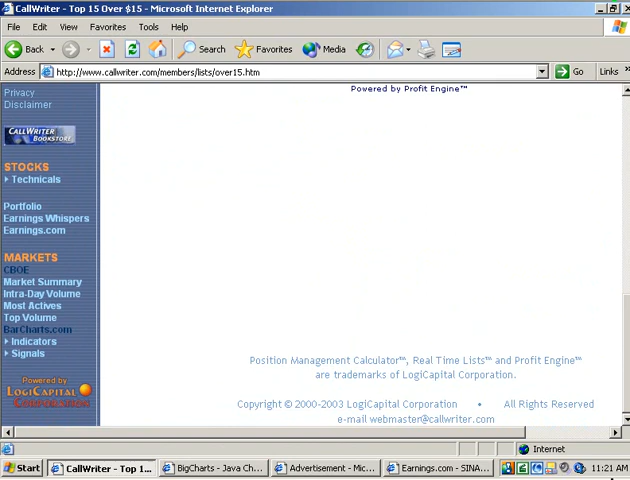 CallWriter - Top 15 Over $15 - Microsoft Internet Explorer
File Edit View Favorites Tools Help
Back Search Favorites Media
Address http://www.callwriter.com/members/lists/over15.htm Go Links »
Privacy
Disclaimer
CALLWRITER
BOOKSTORE
STOCKS
Technicals
Portfolio
Earnings Whispers
Earnings.com
MARKETS
CBOE
Market Summary
Intra-Day Volume
Most Actives
Top Volume
BarCharts.com
Indicators
Signals
Powered by
LOGICAPITAL
CORPORATION
Powered by Profit Engine™
Position Management Calculator™, Real Time Lists™ and Profit Engine™
are trademarks of LogiCapital Corporation.
Copyright © 2000-2003 LogiCapital Corporation • All Rights Reserved
e-mail webmaster@callwriter.com
Internet
Start CallWriter - Top 1... BigCharts - Java Ch... Advertisement - Mic... Earnings.com - SINA... 11:21 AM